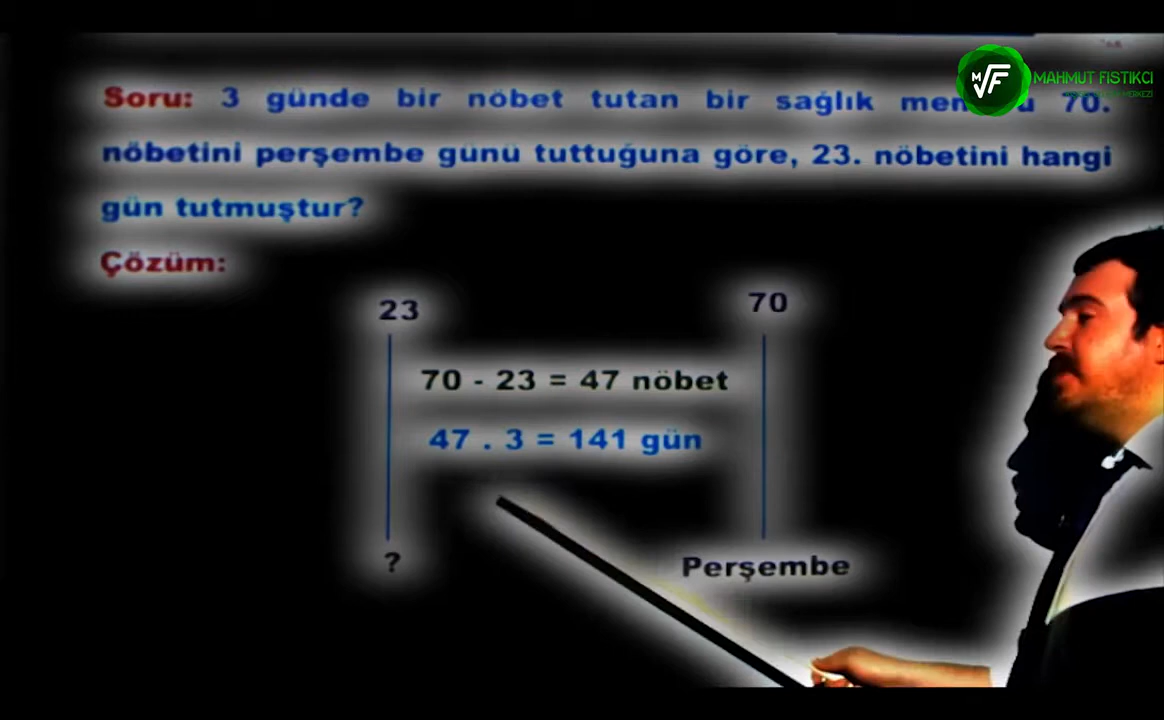 MAHMUT FISTIKCI
Soru: 3 günde bir nöbet tutan bir sağlık 70.
nöbetini perşembe günü tuttuğuna göre, 23. nöbetini hangi
gün tutmuştur?
Çözüm:
23 70
70 - 23 = 47 nöbet
47 . 3 = 141 gün
? Perşembe